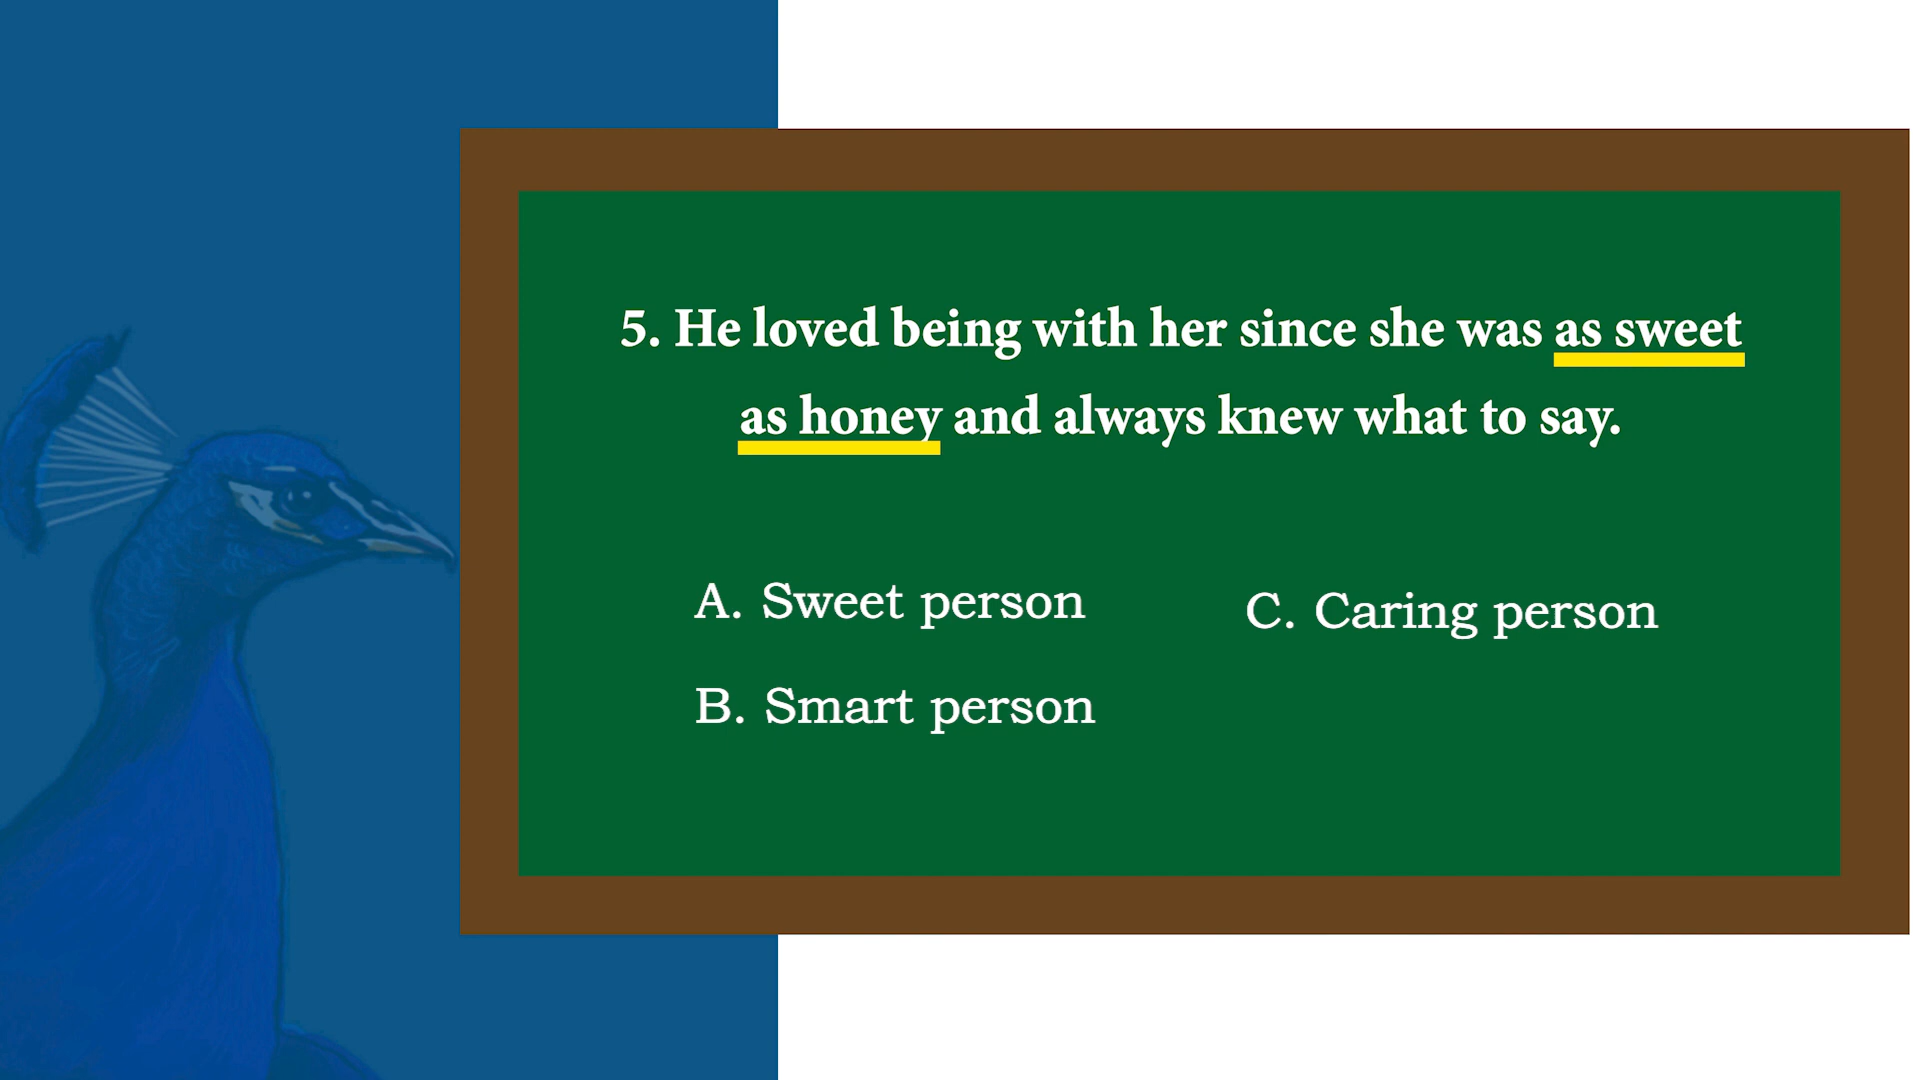 5. He loved being with her since she was as sweet
as honey and always knew what to say.
A. Sweet person
B. Smart person
C. Caring person